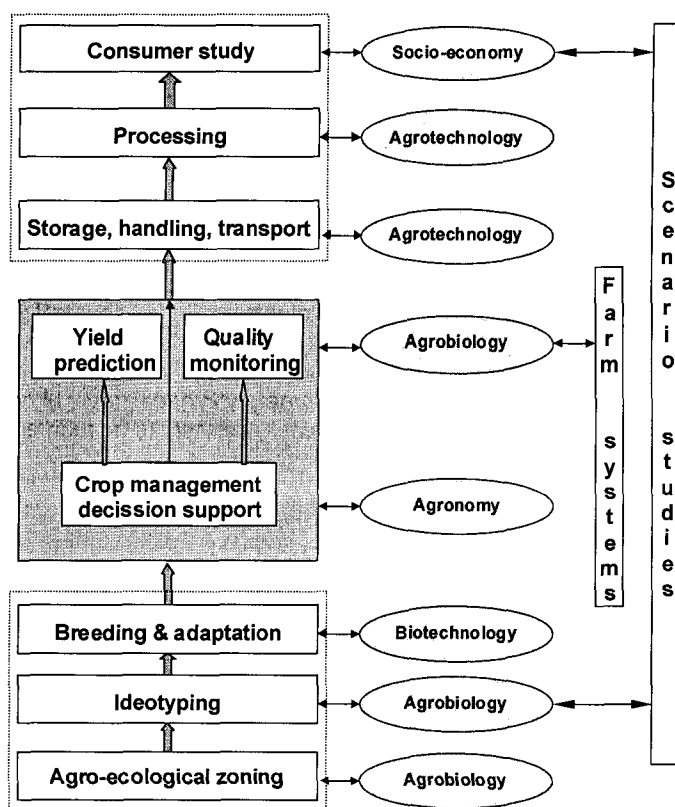 Consumer study
Socio-economy
Processing
Agrotechnology
Storage, handling, transport
Agrotechnology
Yield
prediction
Quality
monitoring
Agrobiology
Crop management
decission support
Agronomy
Breeding & adaptation
Biotechnology
Ideotyping
Agrobiology
Agro-ecological zoning
Agrobiology
Farm systems
Scenario studies